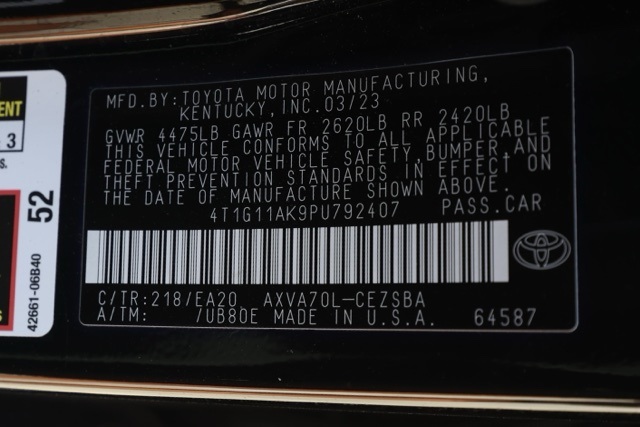 MFD.BY:TOYOTA MOTOR MANUFACTURING,
KENTUCKY, INC.03/23
GVWR 4475LB GAWR FR 2620LB RR 2420LB
THIS VEHICLE CONFORMS TO ALL APPLICABLE
FEDERAL MOTOR VEHICLE SAFETY, BUMPER, AND
THEFT PREVENTION STANDARDS IN EFFECT ON
THE DATE OF MANUFACTURE SHOWN ABOVE.
4T1G11AK9PU792407 PASS.CAR
C/TR:218/EA20 AXVA70L-CEZSBA
A/TM: /UB80E MADE IN U.S.A. 64587
3
s.
52
42661-06B40